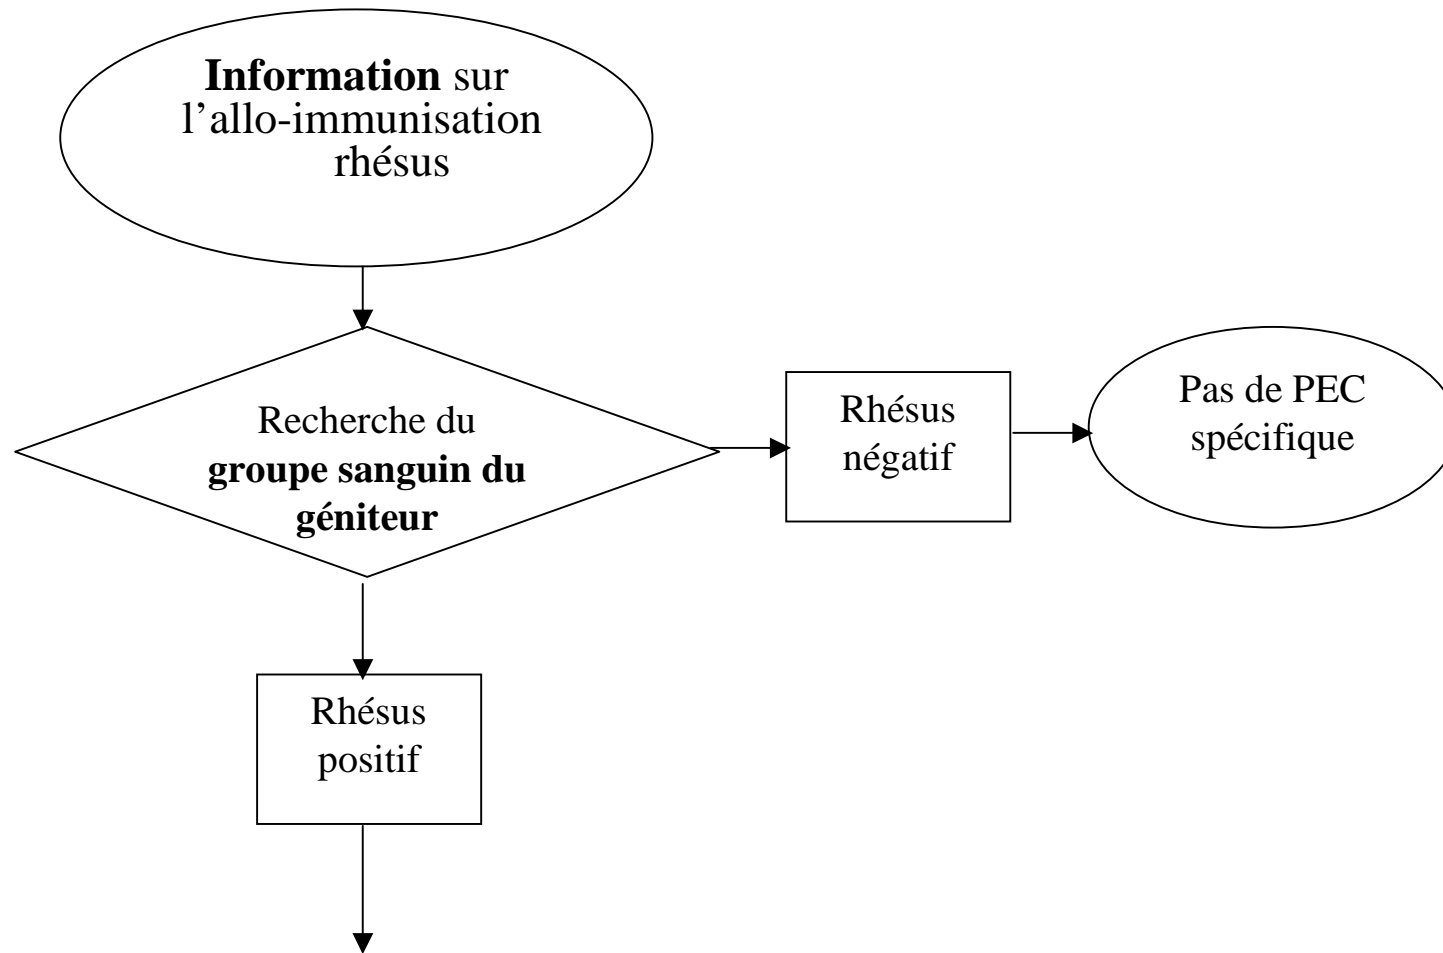 Information sur
l’allo-immunisation
rhésus
Recherche du
groupe sanguin du
géniteur
Rhésus
négatif
Pas de PEC
spécifique
Rhésus
positif